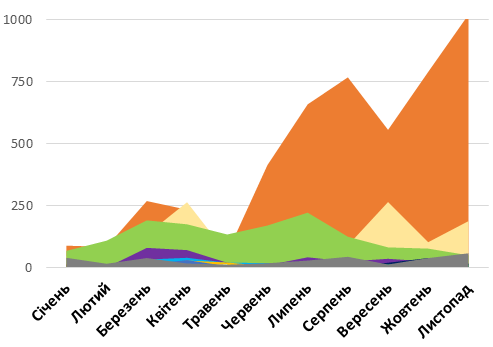 1000
750
500
250
0
Січень
Лютий
Березень
Квітень
Травень
Червень
Липень
Серпень
Вересень
Жовтень
Листопад